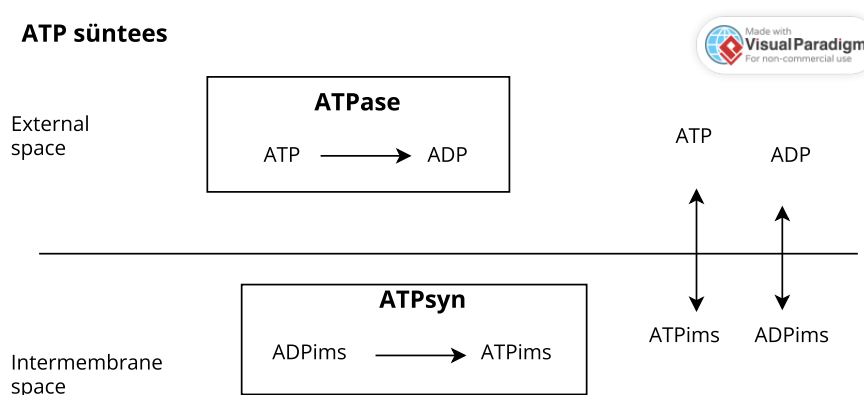 ATP süntees
Made with
Visual Paradigm
For non-commercial use
ATPase
External
space
ATP
ADP
ATP
ADP
ATPsyn
ADPims
ATPims
ATPims
ADPims
Intermembrane
space